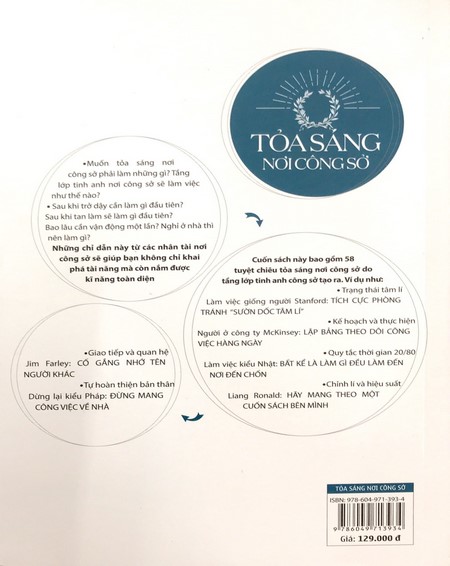 TỎA SÁNG
NƠI CÔNG SỞ
•Muốn tỏa sáng nơi
công sở phải làm những gì? Tầng
lớp tinh anh nơi công sở sẽ làm việc
như thế nào?
• Sau khi trở dậy cần làm gì đầu tiên?
Sau khi tan làm sẽ làm gì đầu tiên?
Bao lâu cần vận động một lần? Nghỉ ở nhà thì
nên làm gì?
Những chỉ dẫn này từ các nhân tài nơi
công sở sẽ giúp bạn không chỉ khai
phá tài năng mà còn nắm được
kĩ năng toàn diện
Cuốn sách này bao gồm 58
tuyệt chiêu tỏa sáng nơi công sở do
tầng lớp tinh anh công sở tạo ra. Ví dụ như:
•Trạng thái tâm lí
Làm việc giống người Stanford: TÍCH CỰC PHÒNG
TRÁNH "SƯỜN DỐC TÂM LÍ"
•Kế hoạch và thực hiện
Người ở công ty McKinsey: LẬP BẢNG THEO DÕI CÔNG
VIỆC HÀNG NGÀY
•Quy tắc thời gian 20/80
Làm việc kiểu Nhật: BẤT KỂ LÀ LÀM GÌ ĐỀU LÀM ĐẾN
NƠI ĐẾN CHỐN
•Chỉnh lí và hiệu suất
Liang Ronald: HÃY MANG THEO MỘT
CUỐN SÁCH BÊN MÌNH
•Giao tiếp và quan hệ
Jim Farley: CỐ GẮNG NHỚ TÊN
NGƯỜI KHÁC
•Tự hoàn thiện bản thân
Dừng lại kiểu Pháp: ĐỪNG MANG
CÔNG VIỆC VỀ NHÀ
TỎA SÁNG NƠI CÔNG SỞ
ISBN: 978-604-971-393-4
9 786049 713934
Giá: 129.000 đ